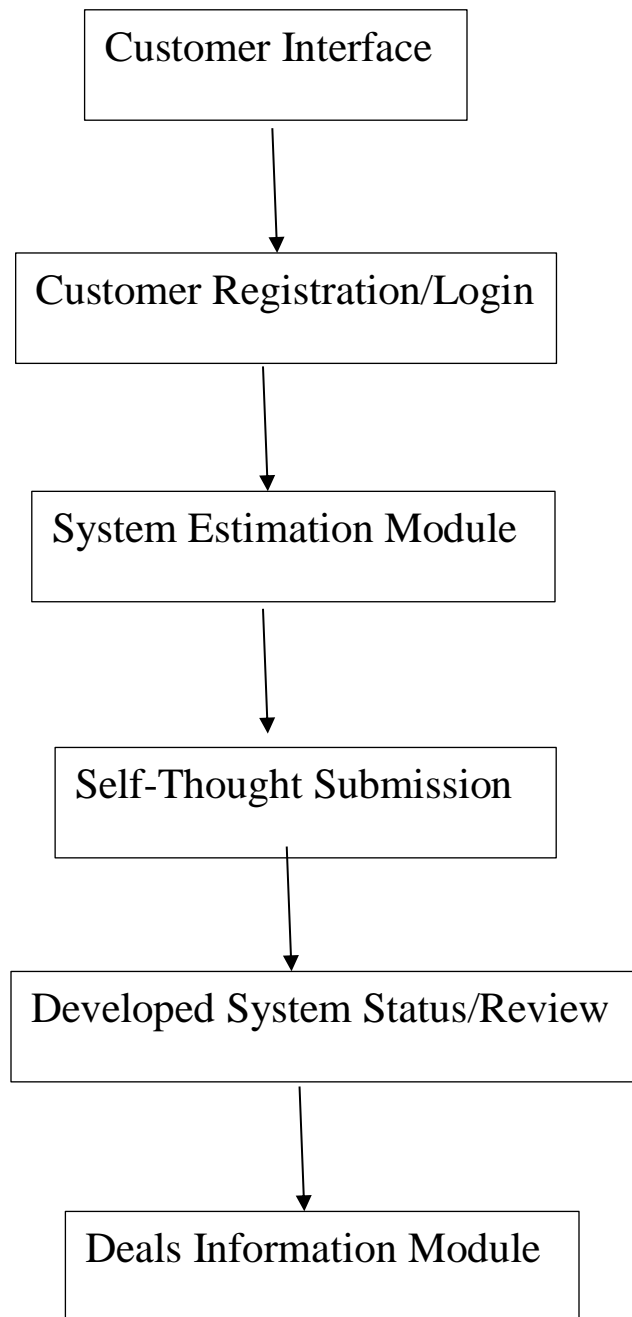 Customer Interface
Customer Registration/Login
System Estimation Module
Self-Thought Submission
Developed System Status/Review
Deals Information Module